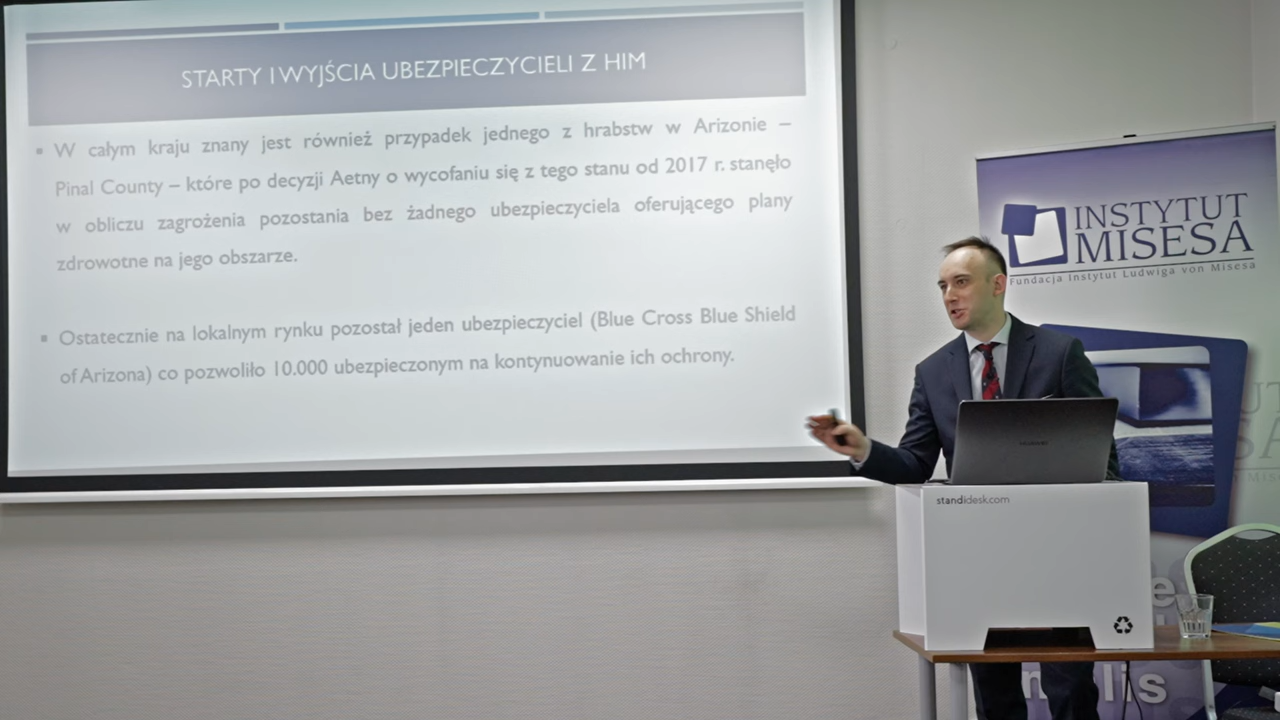 STARTY I WYJŚCIA UBEZPIECZYCIELI Z HIM
W całym kraju znany jest również przypadek jednego z hrabstw w Arizonie –
Pinal County – które po decyzji Aetny o wycofaniu się z tego stanu od 2017 r. stanęło
w obliczu zagrożenia pozostania bez żadnego ubezpieczyciela oferującego plany
zdrowotne na jego obszarze.
Ostatecznie na lokalnym rynku pozostał jeden ubezpieczyciel (Blue Cross Blue Shield
of Arizona) co pozwoliło 10.000 ubezpieczonym na kontynuowanie ich ochrony.
INSTYTUT
MISESA
Fundacja Instytut Ludwiga von Misesa
HUAWEI
standidesk.com